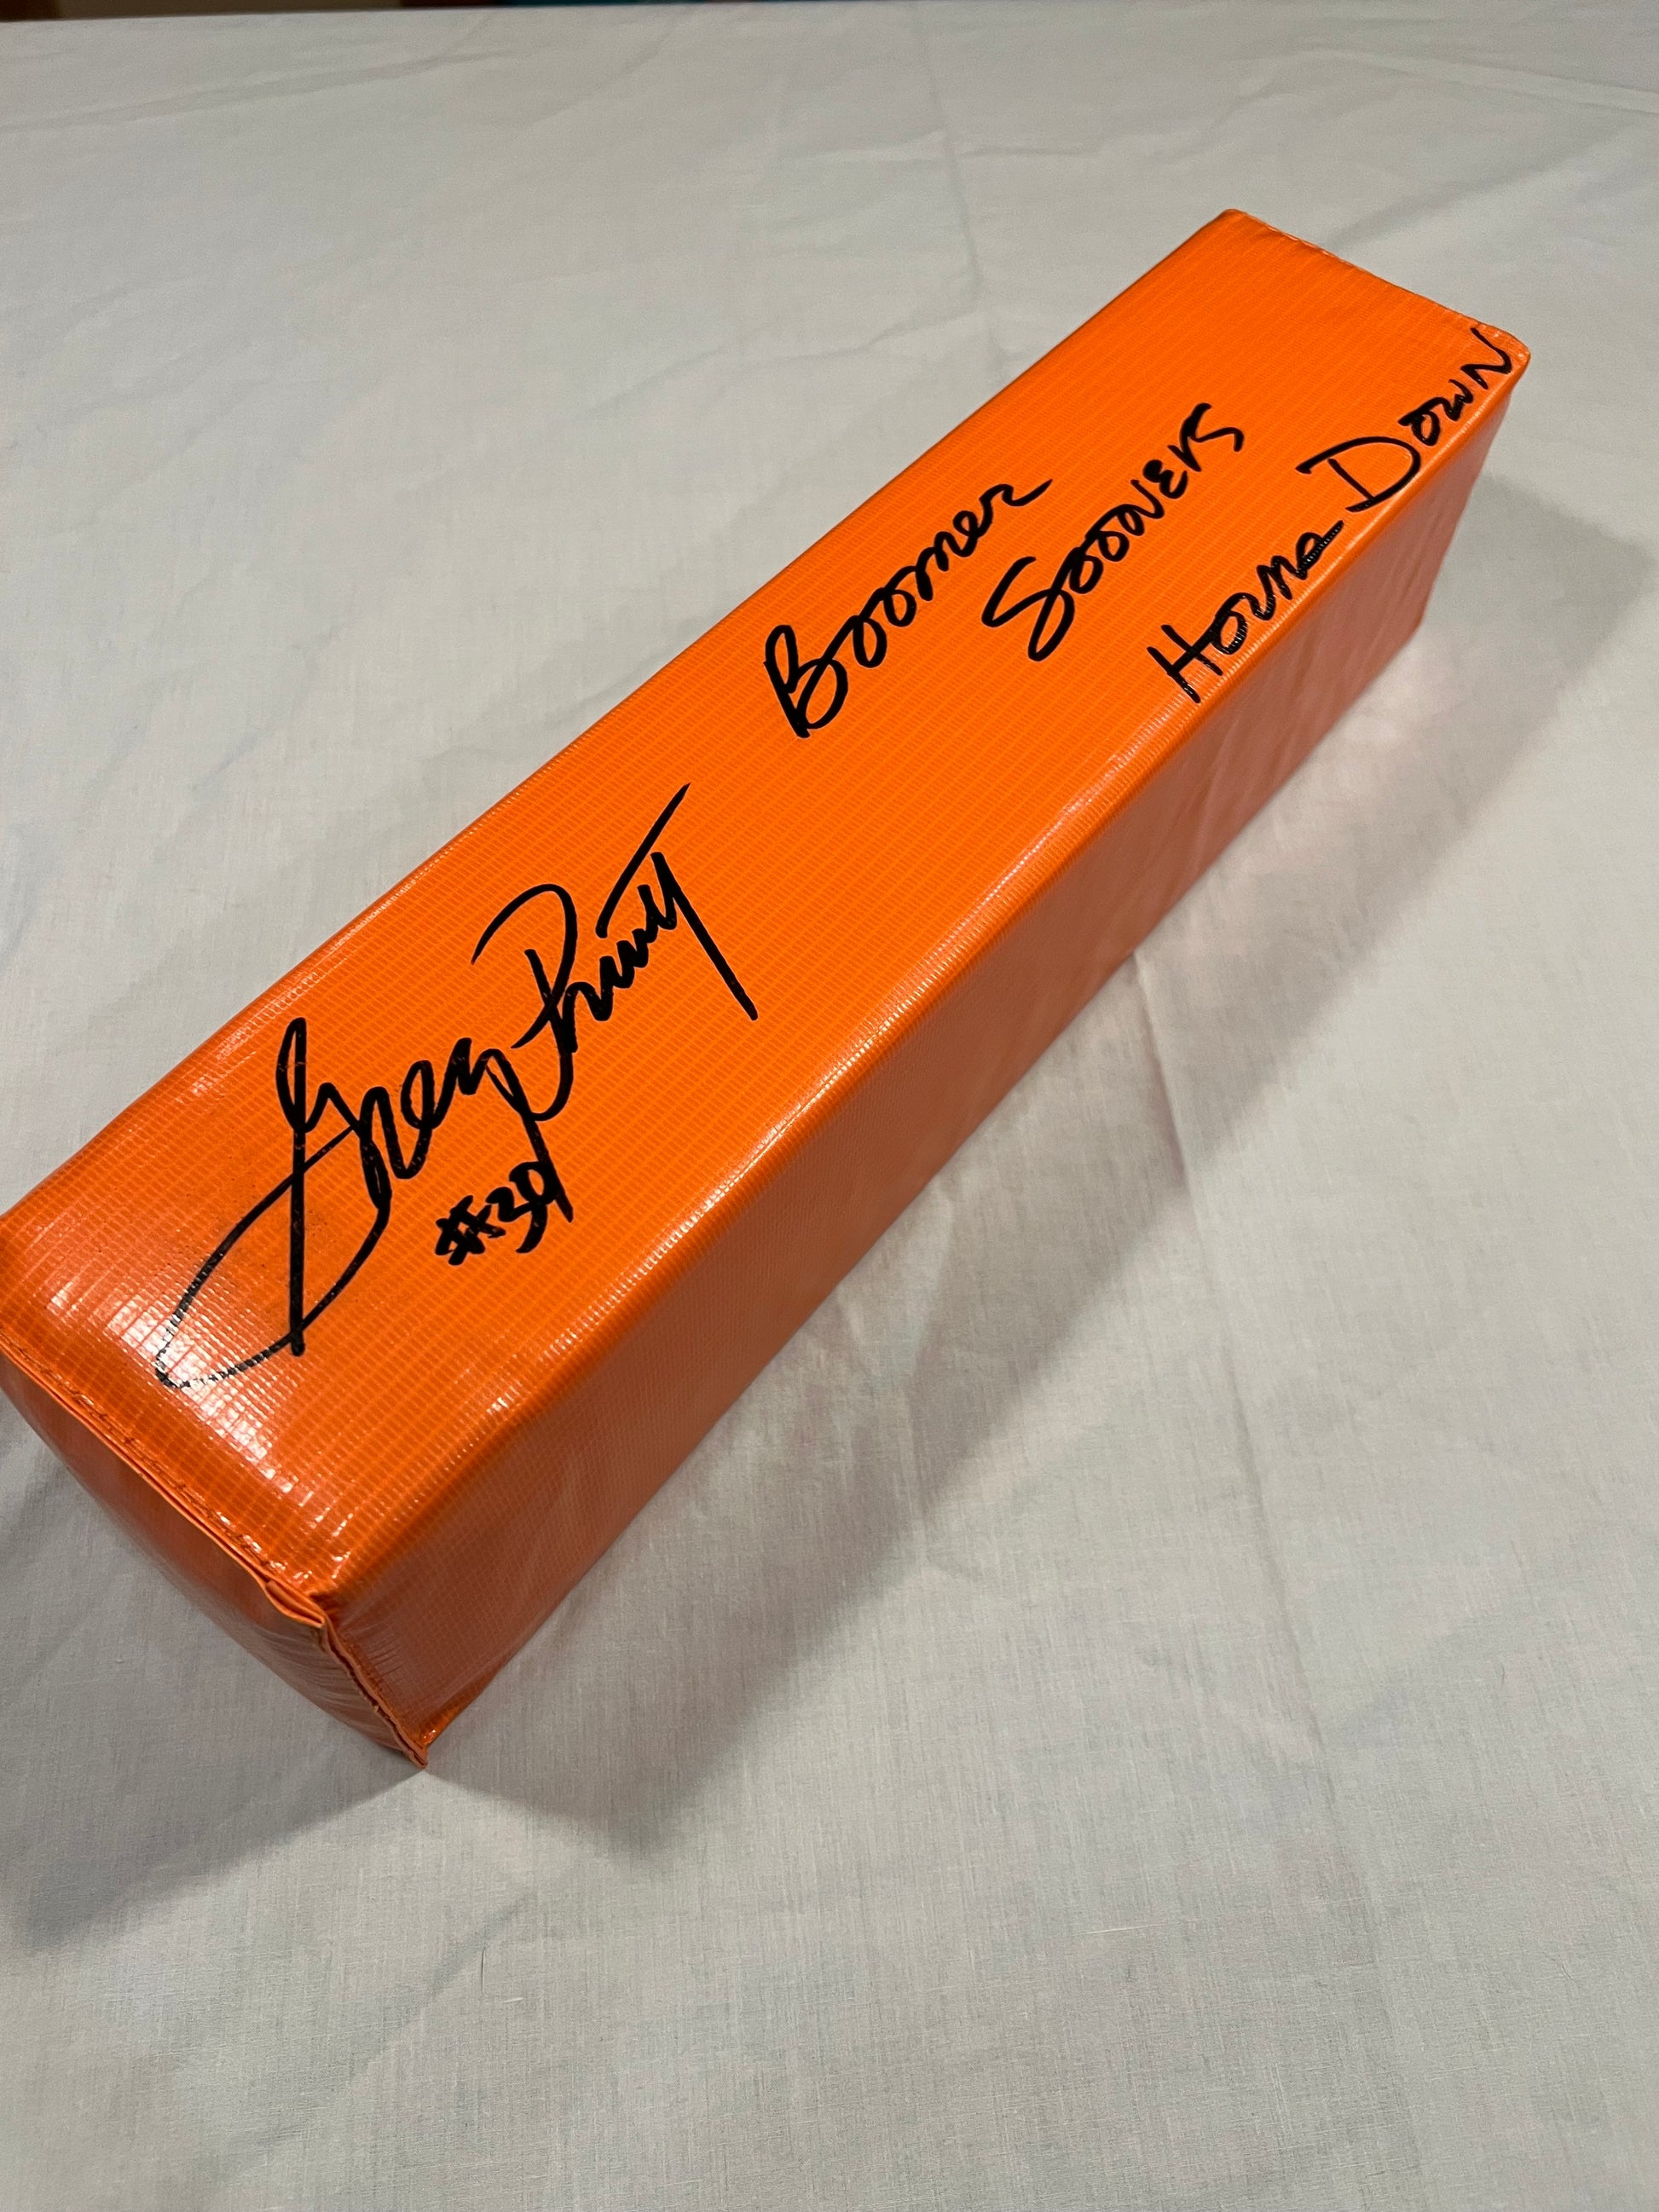 Greg Pruitt
#30
Boomer
Sooners
Horns Down